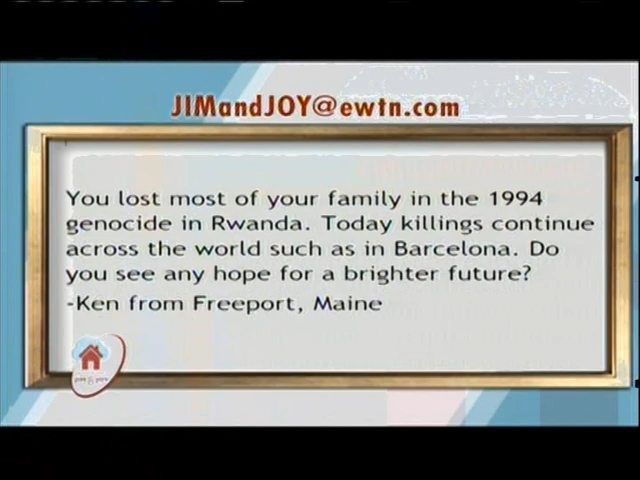 JIMandJOY@ewtn.com
You lost most of your family in the 1994
genocide in Rwanda. Today killings continue
across the world such as in Barcelona. Do
you see any hope for a brighter future?
-Ken from Freeport, Maine